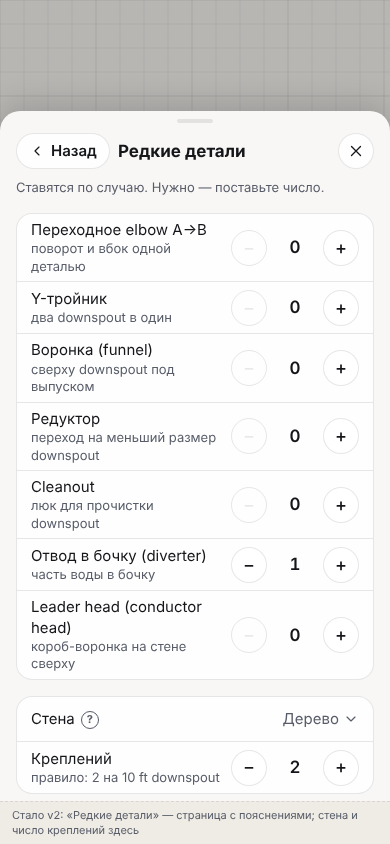 Назад
Редкие детали
Ставятся по случаю. Нужно — поставьте число.
Переходное elbow A→B
поворот и вбок одной
деталью
− 0 +
Y-тройник
два downspout в один
− 0 +
Воронка (funnel)
сверху downspout под
выпуском
− 0 +
Редуктор
переход на меньший размер
downspout
− 0 +
Cleanout
люк для прочистки
downspout
− 0 +
Отвод в бочку (diverter)
часть воды в бочку
− 1 +
Leader head (conductor
head)
короб-воронка на стене
сверху
− 0 +
Стена ?
Дерево
Креплений
правило: 2 на 10 ft downspout
− 2 +
Стало v2: «Редкие детали» — страница с пояснениями; стена и
число креплений здесь